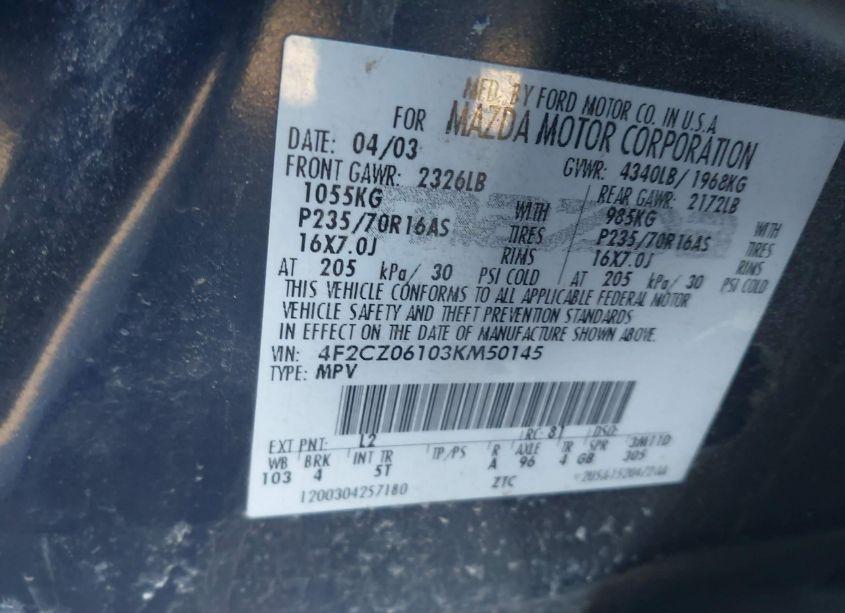 MFD. BY FORD MOTOR CO. IN U.S.A
FOR MAZDA MOTOR CORPORATION
DATE: 04/03 GVWR: 4340LB/1968KG
FRONT GAWR: 2326LB REAR GAWR: 2172LB
1055KG WITH 985KG WITH
P235/70R16AS TIRES P235/70R16AS TIRES
16X7.0J RIMS 16X7.0J RIMS
AT 205 kPa/ 30 PSI COLD AT 205 kPa/ 30 PSI COLD
THIS VEHICLE CONFORMS TO ALL APPLICABLE FEDERAL MOTOR
VEHICLE SAFETY AND THEFT PREVENTION STANDARDS
IN EFFECT ON THE DATE OF MANUFACTURE SHOWN ABOVE.
VIN: 4F2CZ06103KM50145
TYPE: MPV
EXT PNT: L2 RC: 81 DSO:
WB BRK INT TR TP/PS R AXLE TR SPR
103 4 5T A 96 4 GB 305
1200304257180 ZTC